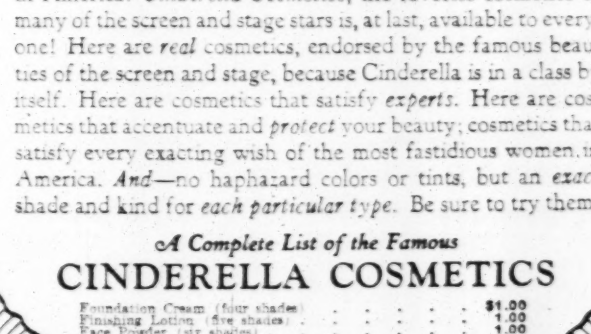 many of the screen and stage stars is, at last, available to every
one! Here are real cosmetics, endorsed by the famous beau
ties of the screen and stage, because Cinderella is in a class b
itself. Here are cosmetics that satisfy experts. Here are cos
metics that accentuate and protect your beauty; cosmetics tha
satisfy every exacting wish of the most fastidious women i
America. And—no haphazard colors or tints, but an exac
shade and kind for each particular type. Be sure to try them
A Complete List of the Famous
CINDERELLA COSMETICS
Foundation Cream (four shades) . . . . . $1.00
Finishing Lotion (five shades) . . . . . 1.00
Face Powder (six shades) . . . . . 1.00